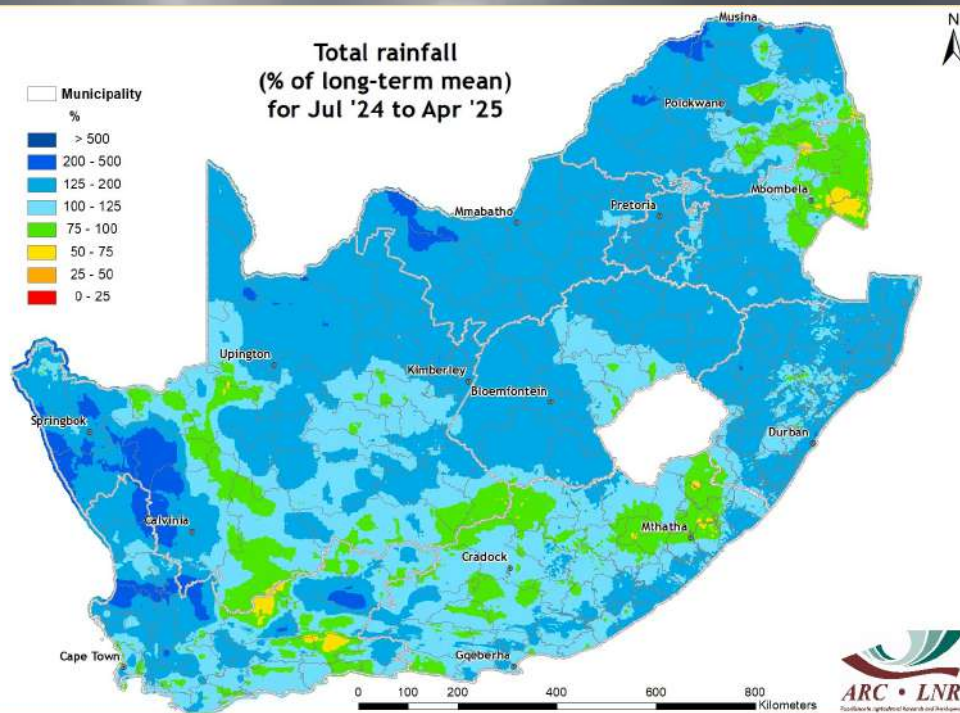 Total rainfall
(% of long-term mean)
for Jul '24 to Apr '25
N
Municipality
%
> 500
200 - 500
125 - 200
100 - 125
75 - 100
50 - 75
25 - 50
0 - 25
Musina
Polokwane
Mbombela
Pretoria
Mmabatho
Upington
Kimberley
Bloemfontein
Springbok
Durban
Calvinia
Mthatha
Cradock
Cape Town
Gqeberha
0 100 200 400 600 800
Kilometers
ARC • LNR